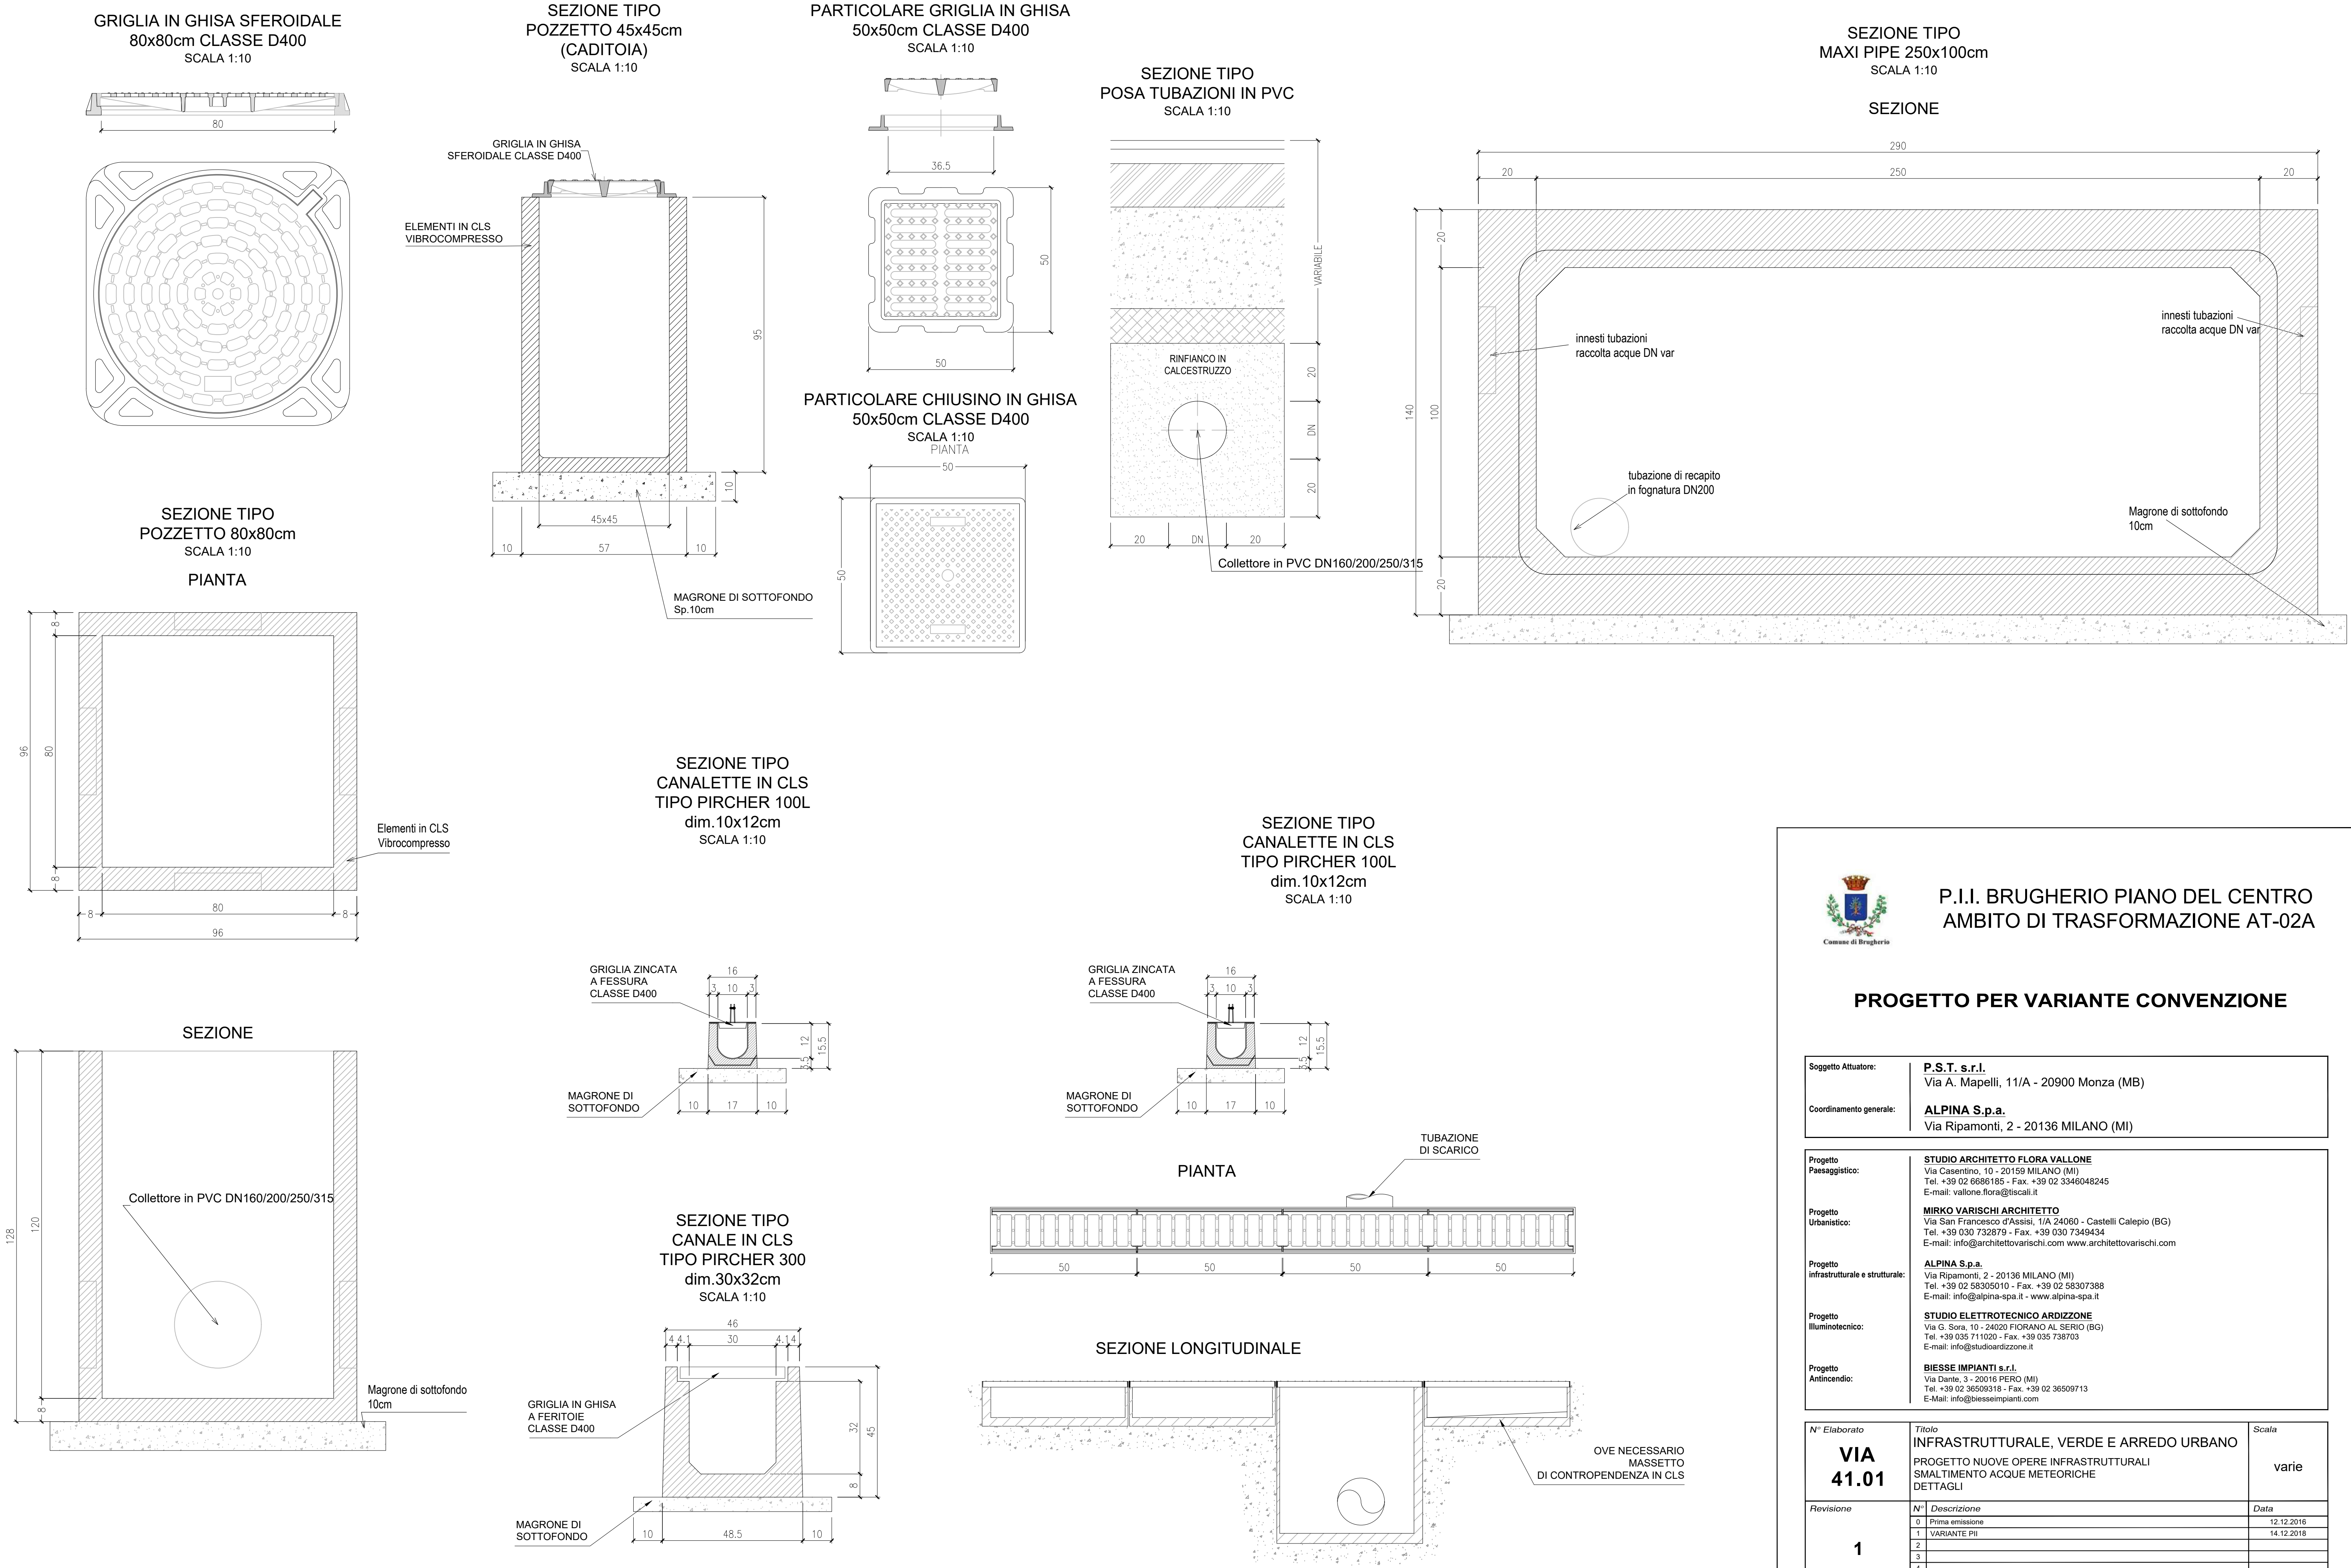 GRIGLIA IN GHISA SFEROIDALE
80x80cm CLASSE D400
SCALA 1:10
80
SEZIONE TIPO
POZZETTO 45x45cm
(CADITOIA)
SCALA 1:10
GRIGLIA IN GHISA
SFEROIDALE CLASSE D400
ELEMENTI IN CLS
VIBROCOMPRESSO
95
10
45x45
10
57
10
MAGRONE DI SOTTOFONDO
Sp.10cm
PARTICOLARE GRIGLIA IN GHISA
50x50cm CLASSE D400
SCALA 1:10
36.5
50
50
PARTICOLARE CHIUSINO IN GHISA
50x50cm CLASSE D400
SCALA 1:10
PIANTA
50
50
SEZIONE TIPO
POSA TUBAZIONI IN PVC
SCALA 1:10
VARIABILE
RINFIANCO IN
CALCESTRUZZO
20
DN
20
20
DN
20
Collettore in PVC DN160/200/250/315
SEZIONE TIPO
MAXI PIPE 250x100cm
SCALA 1:10
SEZIONE
290
20
250
20
20
140
100
20
innesti tubazioni
raccolta acque DN var
innesti tubazioni
raccolta acque DN var
tubazione di recapito
in fognatura DN200
Magrone di sottofondo
10cm
SEZIONE TIPO
POZZETTO 80x80cm
SCALA 1:10
PIANTA
8
96
80
8
8
80
8
96
Elementi in CLS
Vibrocompresso
SEZIONE
128
120
8
Collettore in PVC DN160/200/250/315
Magrone di sottofondo
10cm
SEZIONE TIPO
CANALETTE IN CLS
TIPO PIRCHER 100L
dim.10x12cm
SCALA 1:10
GRIGLIA ZINCATA
A FESSURA
CLASSE D400
16
3
10
3
12
15.5
3.5
MAGRONE DI
SOTTOFONDO
10
17
10
SEZIONE TIPO
CANALE IN CLS
TIPO PIRCHER 300
dim.30x32cm
SCALA 1:10
46
4
4.1
30
4.1
4
GRIGLIA IN GHISA
A FERITOIE
CLASSE D400
32
45
8
MAGRONE DI
SOTTOFONDO
10
48.5
10
SEZIONE TIPO
CANALETTE IN CLS
TIPO PIRCHER 100L
dim.10x12cm
SCALA 1:10
GRIGLIA ZINCATA
A FESSURA
CLASSE D400
16
3
10
3
12
15.5
3.5
MAGRONE DI
SOTTOFONDO
10
17
10
TUBAZIONE
DI SCARICO
PIANTA
50
50
50
50
SEZIONE LONGITUDINALE
OVE NECESSARIO
MASSETTO
DI CONTROPENDENZA IN CLS
Comune di Brugherio
P.I.I. BRUGHERIO PIANO DEL CENTRO
AMBITO DI TRASFORMAZIONE AT-02A
PROGETTO PER VARIANTE CONVENZIONE
Soggetto Attuatore:
P.S.T. s.r.l.
Via A. Mapelli, 11/A - 20900 Monza (MB)
Coordinamento generale:
ALPINA S.p.a.
Via Ripamonti, 2 - 20136 MILANO (MI)
Progetto
Paesaggistico:
STUDIO ARCHITETTO FLORA VALLONE
Via Casentino, 10 - 20159 MILANO (MI)
Tel. +39 02 6686185 - Fax. +39 02 3346048245
E-mail: vallone.flora@tiscali.it
Progetto
Urbanistico:
MIRKO VARISCHI ARCHITETTO
Via San Francesco d'Assisi, 1/A 24060 - Castelli Calepio (BG)
Tel. +39 030 732879 - Fax. +39 030 7349434
E-mail: info@architettovarischi.com www.architettovarischi.com
Progetto
infrastrutturale e strutturale:
ALPINA S.p.a.
Via Ripamonti, 2 - 20136 MILANO (MI)
Tel. +39 02 58305010 - Fax. +39 02 58307388
E-mail: info@alpina-spa.it - www.alpina-spa.it
Progetto
Illuminotecnico:
STUDIO ELETTROTECNICO ARDIZZONE
Via G. Sora, 10 - 24020 FIORANO AL SERIO (BG)
Tel. +39 035 711020 - Fax. +39 035 738703
E-mail: info@studioardizzone.it
Progetto
Antincendio:
BIESSE IMPIANTI s.r.l.
Via Dante, 3 - 20016 PERO (MI)
Tel. +39 02 36509318 - Fax. +39 02 36509713
E-Mail: info@biesseimpianti.com
N° Elaborato
VIA
41.01
Titolo
INFRASTRUTTURALE, VERDE E ARREDO URBANO
PROGETTO NUOVE OPERE INFRASTRUTTURALI
SMALTIMENTO ACQUE METEORICHE
DETTAGLI
Scala
varie
Revisione
1
N° Descrizione Data
0 Prima emissione 12.12.2016
1 VARIANTE PII 14.12.2018
2
3